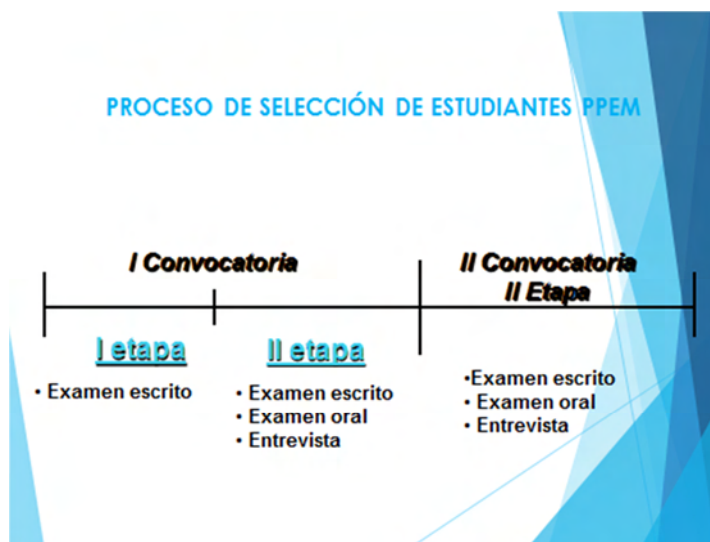 PROCESO DE SELECCIÓN DE ESTUDIANTES PPEM
I Convocatoria
II Convocatoria
II Etapa
I etapa
• Examen escrito
II etapa
• Examen escrito
• Examen oral
• Entrevista
•Examen escrito
• Examen oral
• Entrevista